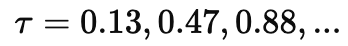 τ = 0.13, 0.47, 0.88, ...